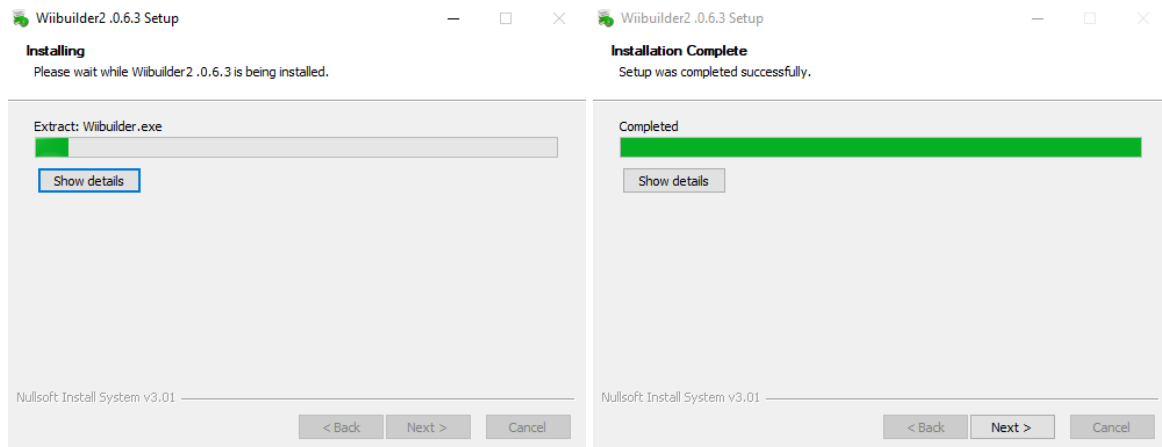 Wiibuilder2 .0.6.3 Setup
Installing
Please wait while Wiibuilder2 .0.6.3 is being installed.
Extract: Wiibuilder.exe
Show details
Nullsoft Install System v3.01
< Back
Next >
Cancel
Wiibuilder2 .0.6.3 Setup
Installation Complete
Setup was completed successfully.
Completed
Show details
Nullsoft Install System v3.01
< Back
Next >
Cancel